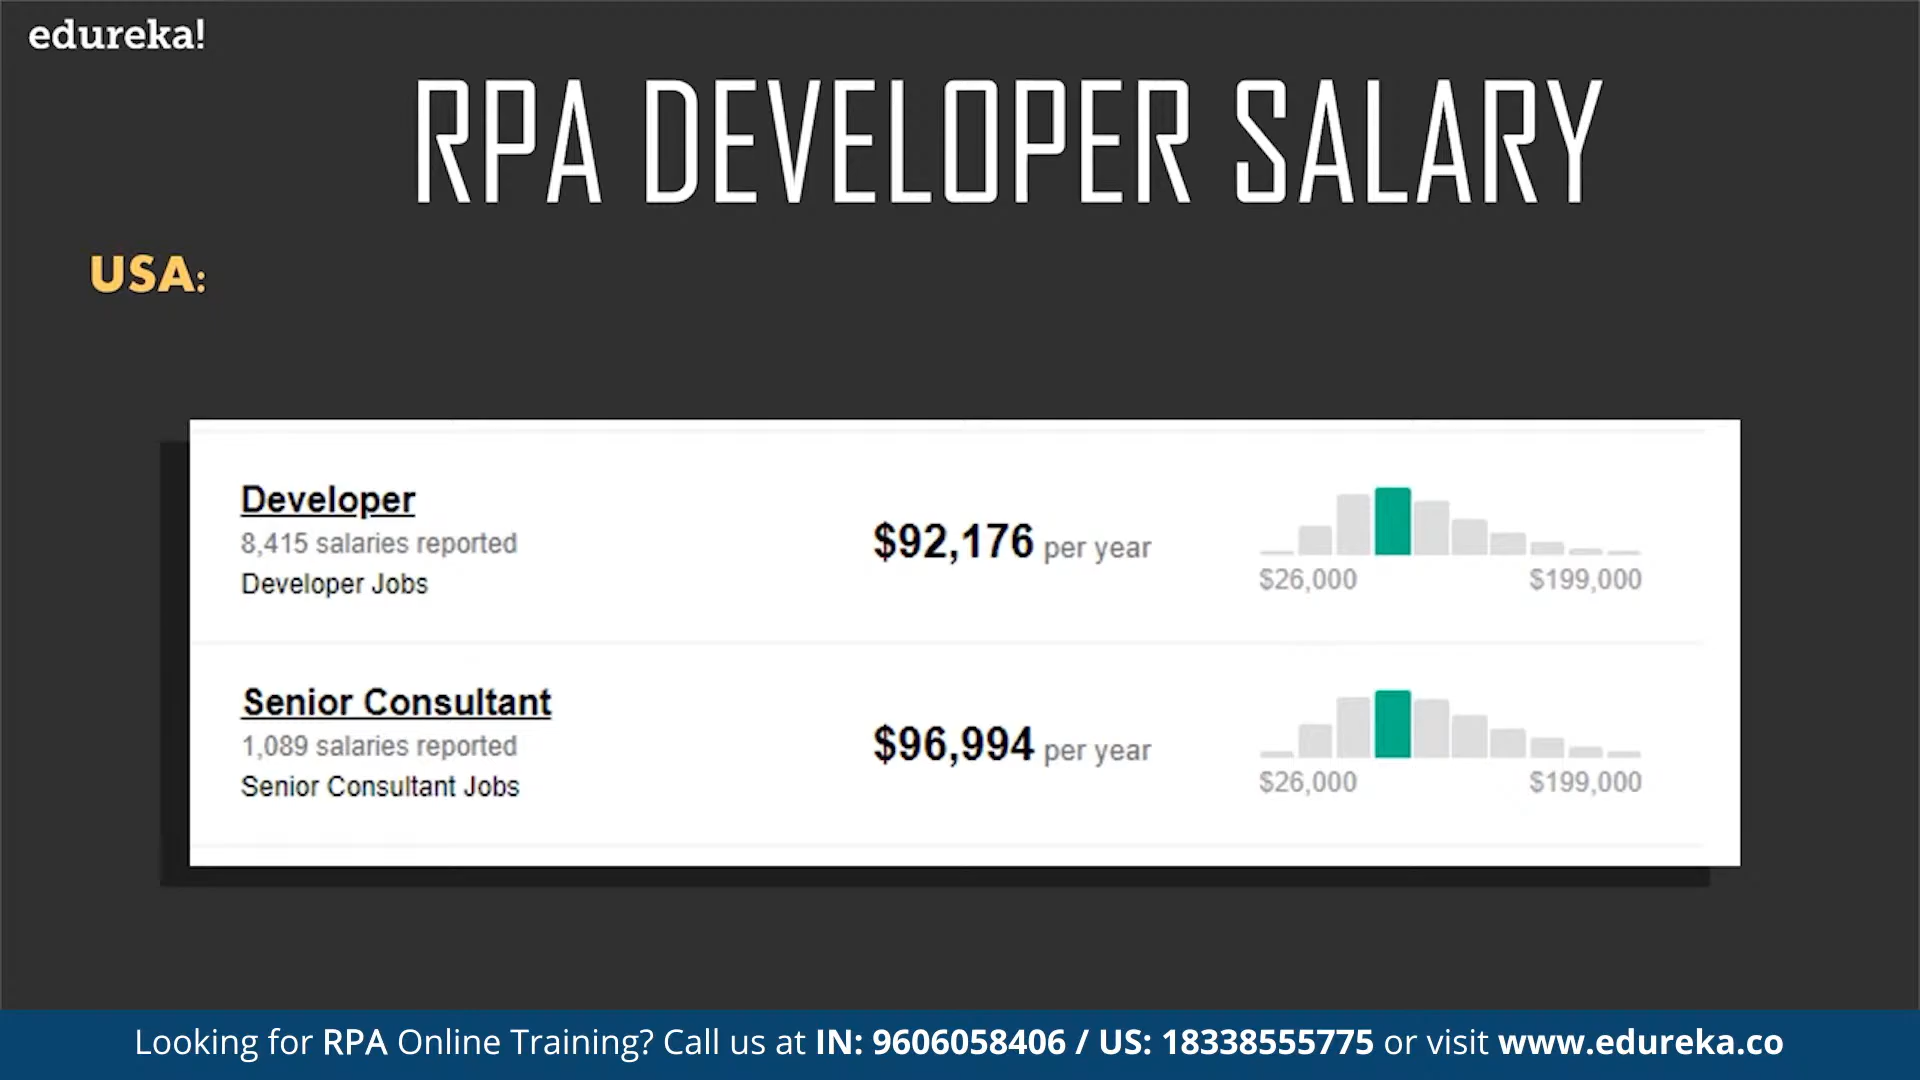 edureka!
RPA DEVELOPER SALARY
USA:
Developer
8,415 salaries reported
Developer Jobs
$92,176 per year
$26,000 $199,000
Senior Consultant
1,089 salaries reported
Senior Consultant Jobs
$96,994 per year
$26,000 $199,000
Looking for RPA Online Training? Call us at IN: 9606058406 / US: 18338555775 or visit www.edureka.co